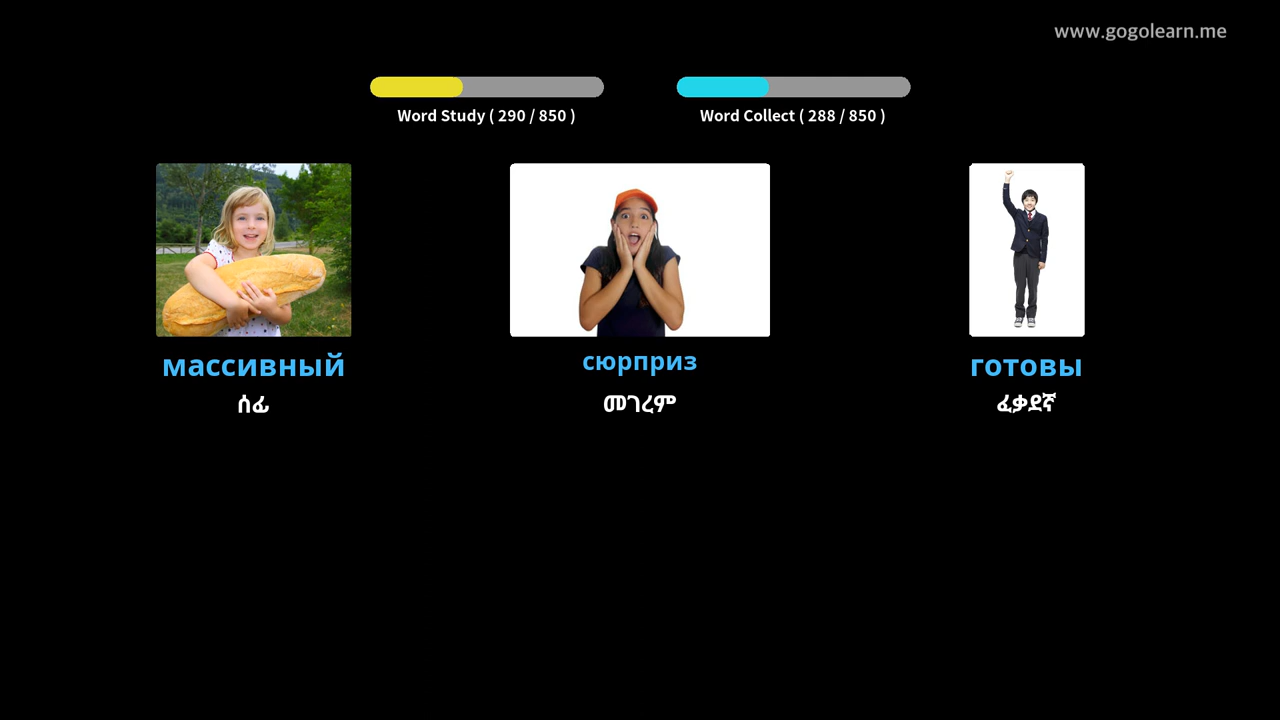 www.gogolearn.me
Word Study ( 290 / 850 )
Word Collect ( 288 / 850 )
массивный
сюрприз
готовы
ሰፊ
መገረም
ፈቃደኛ